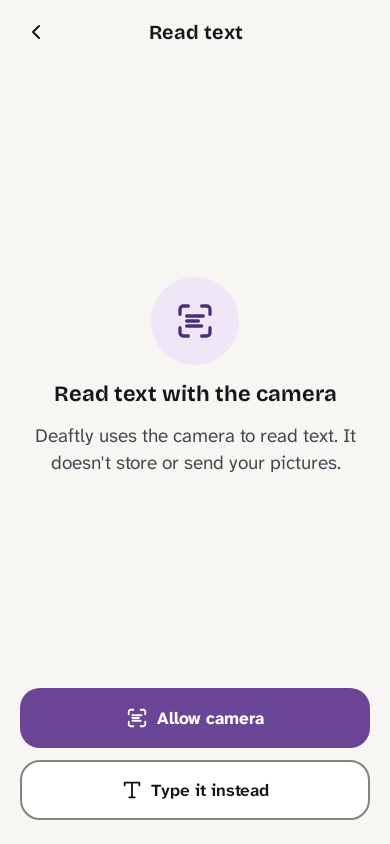 Read text
Read text with the camera
Deaftly uses the camera to read text. It
doesn't store or send your pictures.
Allow camera
Type it instead